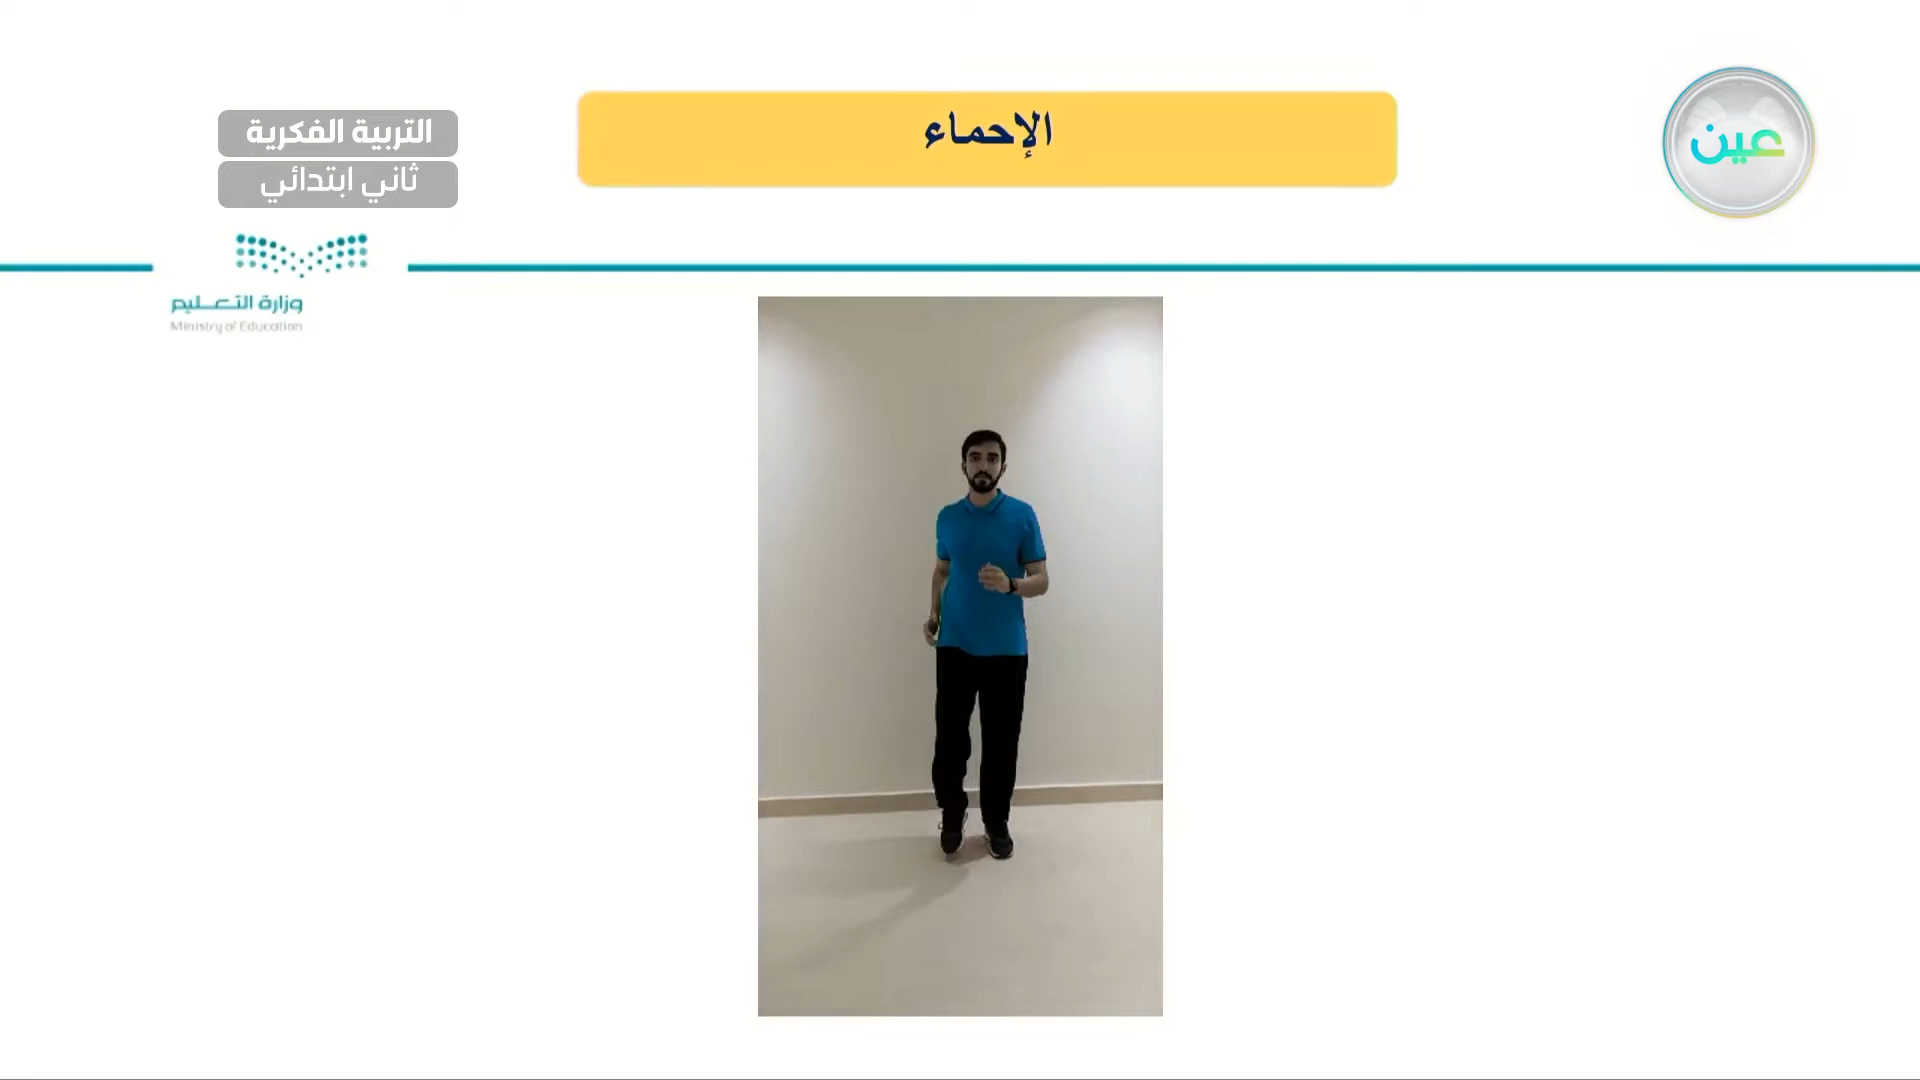 الإحماء
عين
التربية الفكرية
ثاني ابتدائي
وزارة التعليم
Ministry of Education